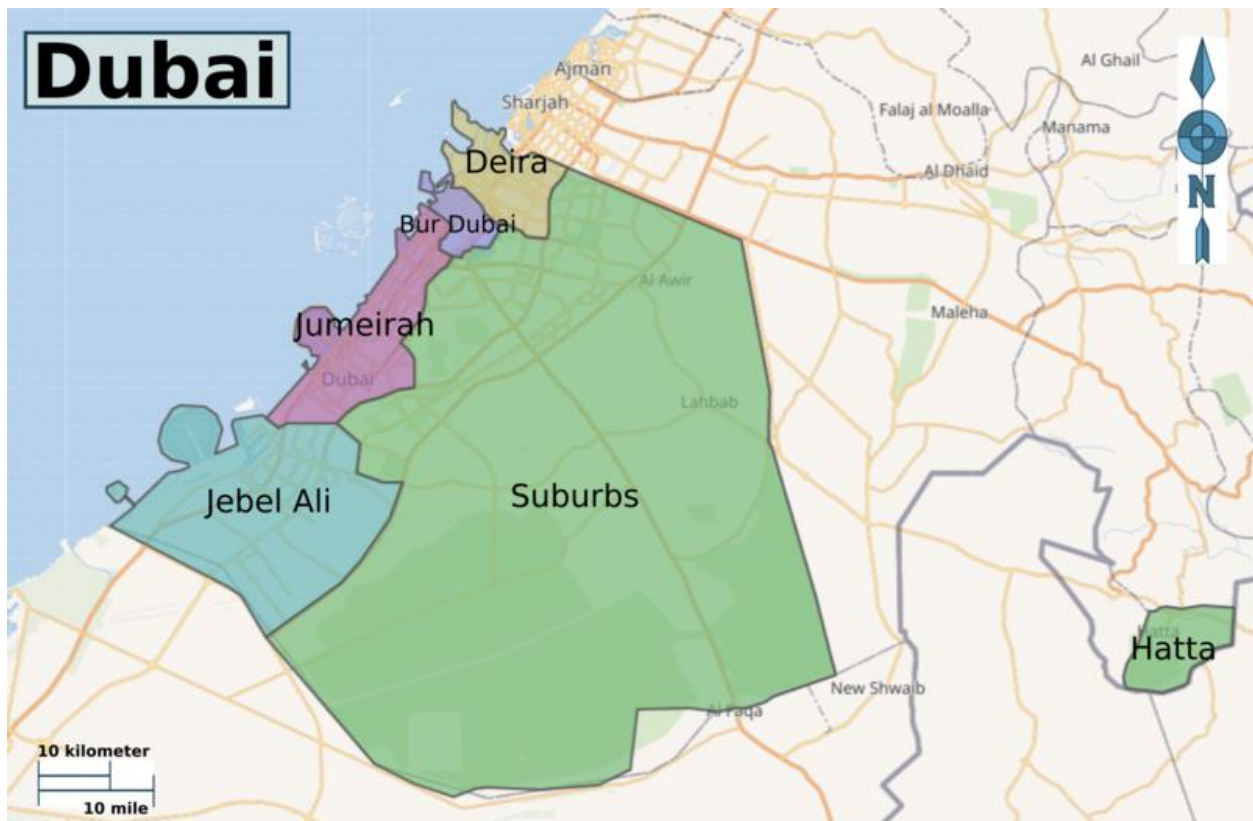 Dubai
Ajman
Sharjah
Al Ghail
Falaj al Moalla
Manama
Al Dhaid
N
Deira
Bur Dubai
Al Awir
Maleha
Jumeirah
Dubai
Lahbab
Jebel Ali
Suburbs
Hatta
Hatta
New Shwaib
Al Faqa
10 kilometer
10 mile